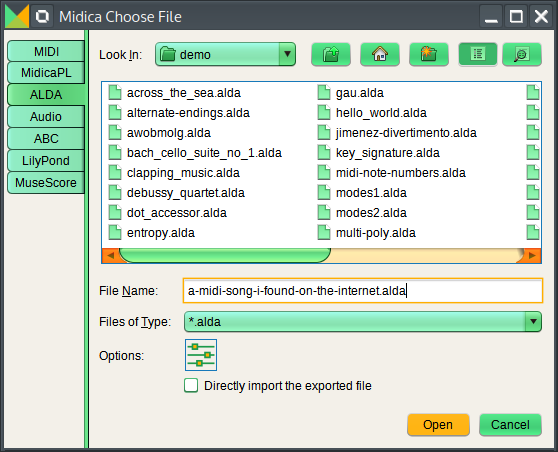 Midica Choose File
MIDI
MidicaPL
ALDA
Audio
ABC
LilyPond
MuseScore
Look In: demo
across_the_sea.alda
alternate-endings.alda
awobmolg.alda
bach_cello_suite_no_1.alda
clapping_music.alda
debussy_quartet.alda
dot_accessor.alda
entropy.alda
gau.alda
hello_world.alda
jimenez-divertimento.alda
key_signature.alda
midi-note-numbers.alda
modes1.alda
modes2.alda
multi-poly.alda
File Name: a-midi-song-i-found-on-the-internet.alda
Files of Type: *.alda
Options:
Directly import the exported file
Open Cancel